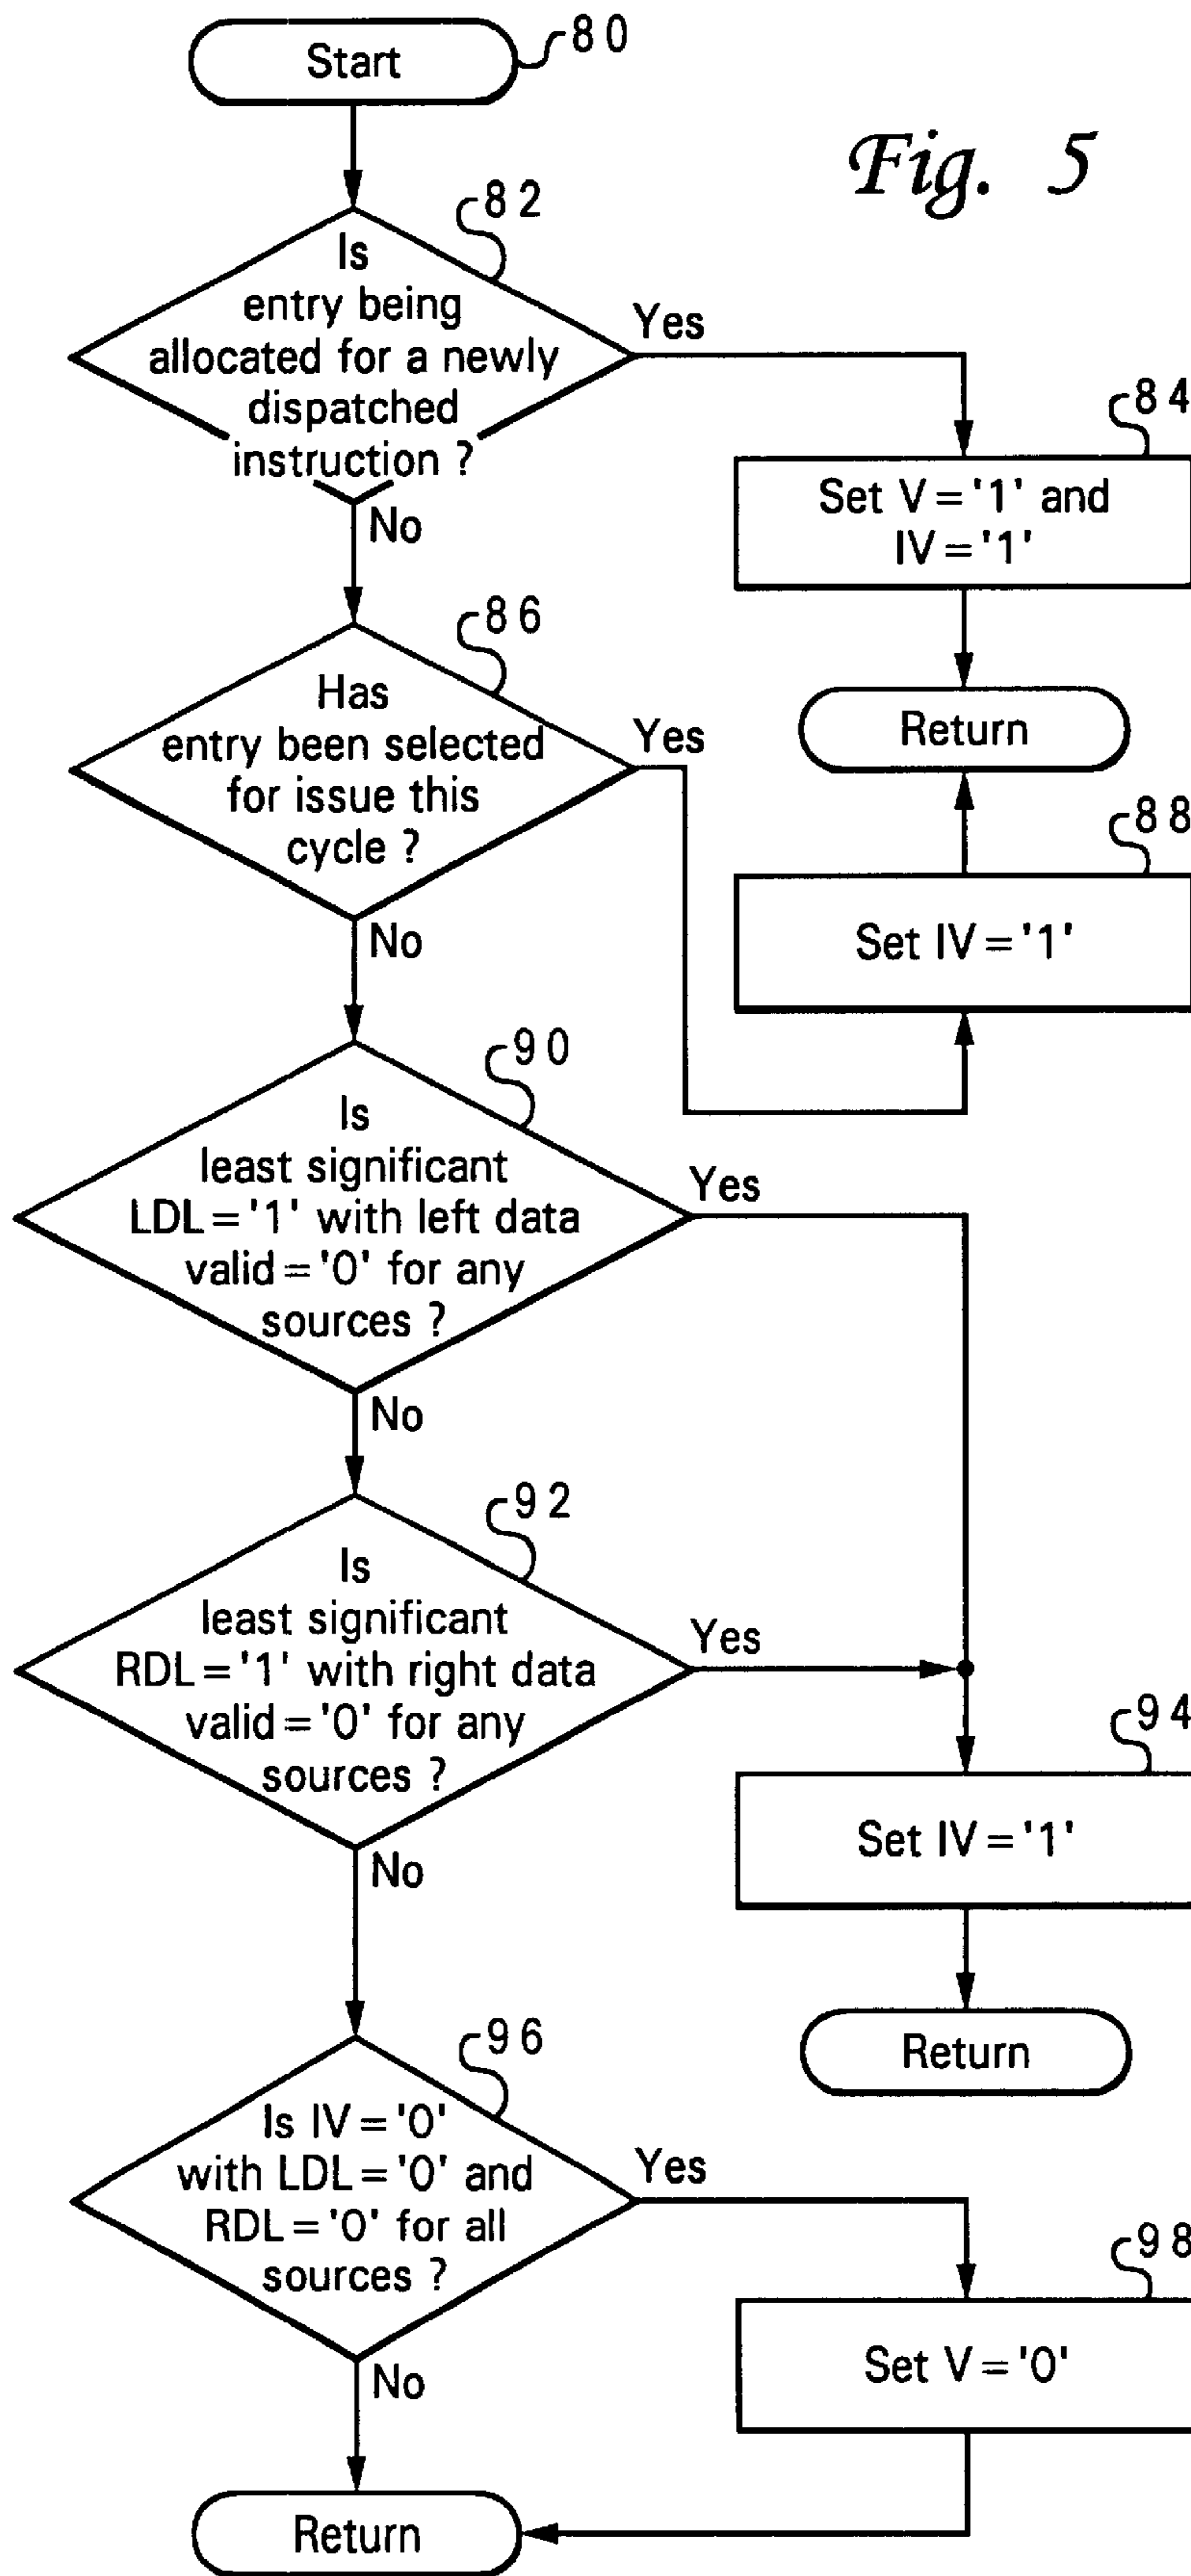 Start
80
Fig. 5
82
Is
entry being
allocated for a newly
dispatched
instruction ?
Yes
No
84
Set V = '1' and
IV = '1'
Return
86
Has
entry been selected
for issue this
cycle ?
Yes
No
88
Set IV = '1'
90
Is
least significant
LDL = '1' with left data
valid = '0' for any
sources ?
Yes
No
92
Is
least significant
RDL = '1' with right data
valid = '0' for any
sources ?
Yes
No
94
Set IV = '1'
Return
96
Is IV = '0'
with LDL = '0' and
RDL = '0' for all
sources ?
Yes
No
98
Set V = '0'
Return